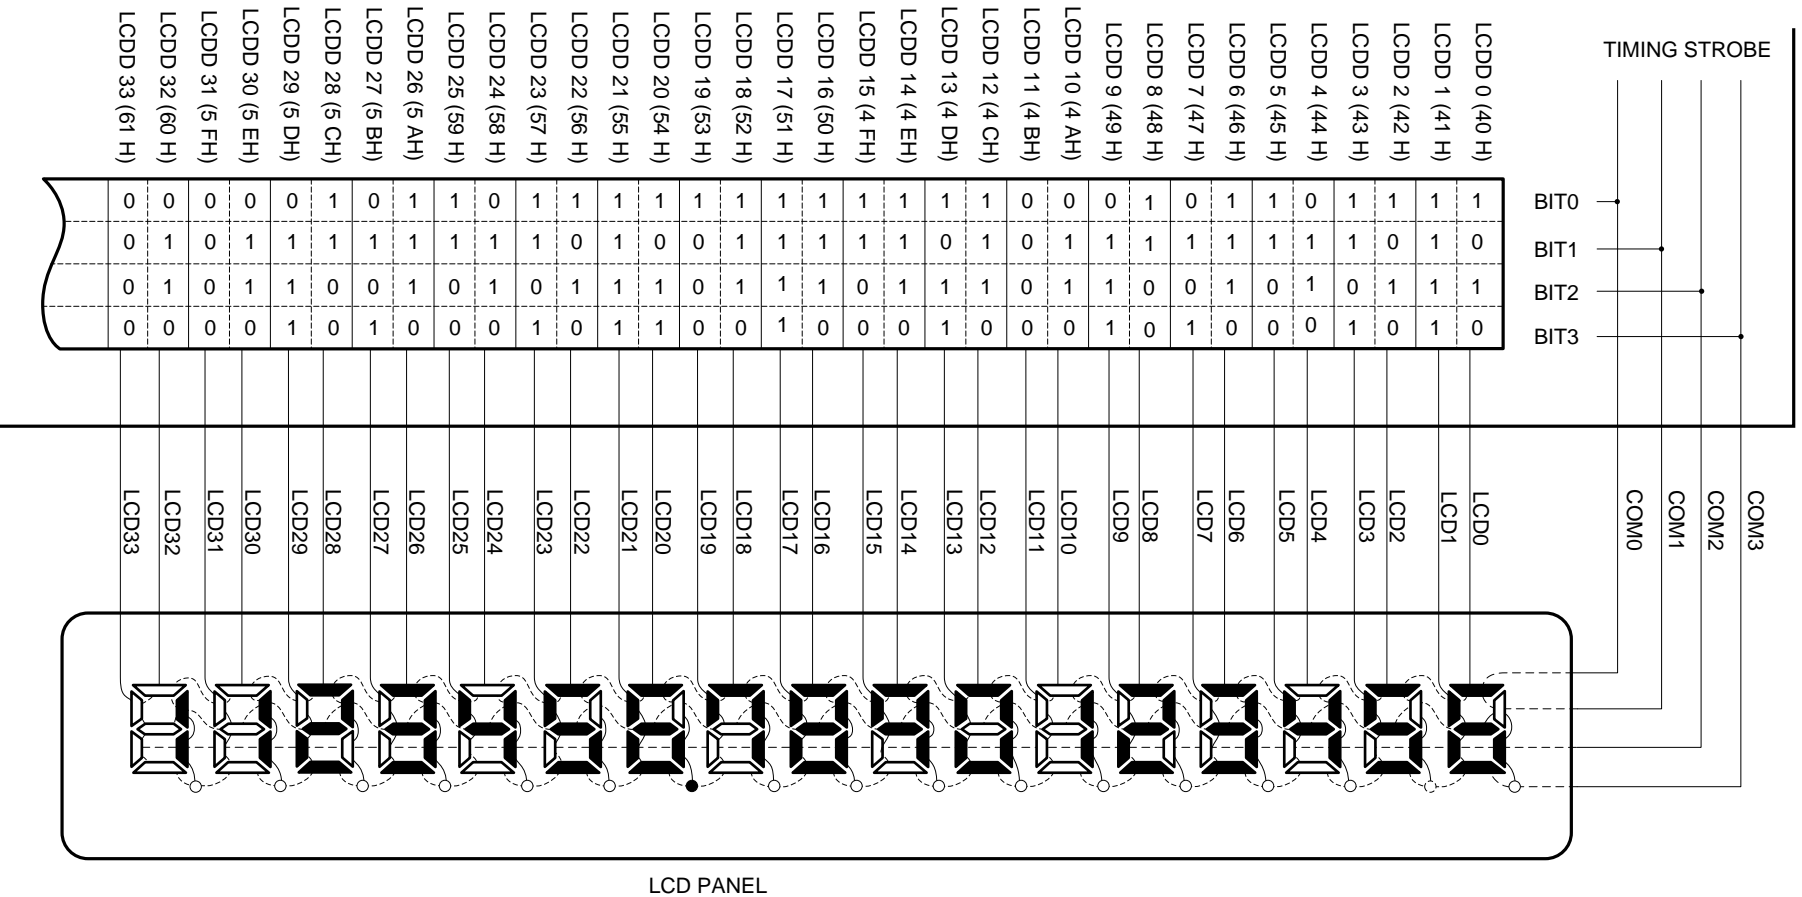 LCDD 33 (61 H)
LCDD 32 (60 H)
LCDD 31 (5 FH)
LCDD 30 (5 EH)
LCDD 29 (5 DH)
LCDD 28 (5 CH)
LCDD 27 (5 BH)
LCDD 26 (5 AH)
LCDD 25 (59 H)
LCDD 24 (58 H)
LCDD 23 (57 H)
LCDD 22 (56 H)
LCDD 21 (55 H)
LCDD 20 (54 H)
LCDD 19 (53 H)
LCDD 18 (52 H)
LCDD 17 (51 H)
LCDD 16 (50 H)
LCDD 15 (4 FH)
LCDD 14 (4 EH)
LCDD 13 (4 DH)
LCDD 12 (4 CH)
LCDD 11 (4 BH)
LCDD 10 (4 AH)
LCDD 9 (49 H)
LCDD 8 (48 H)
LCDD 7 (47 H)
LCDD 6 (46 H)
LCDD 5 (45 H)
LCDD 4 (44 H)
LCDD 3 (43 H)
LCDD 2 (42 H)
LCDD 1 (41 H)
LCDD 0 (40 H)
TIMING STROBE
0 0 0 0 0 1 0 1 1 0 1 1 1 1 1 1 1 1 1 1 1 1 0 0 0 1 0 1 1 0 1 1 1 1 BIT0
0 1 0 1 1 1 1 1 1 1 1 0 1 0 0 1 1 1 1 1 0 1 0 1 1 1 1 1 1 1 1 0 1 0 BIT1
0 1 0 1 1 0 0 1 0 1 0 1 1 1 0 1 1 1 0 1 1 1 0 1 1 0 0 1 0 1 0 1 1 1 BIT2
0 0 0 0 1 0 1 0 0 0 1 0 1 1 0 0 1 0 0 0 1 0 0 0 1 0 1 0 0 0 1 0 1 0 BIT3
LCD33
LCD32
LCD31
LCD30
LCD29
LCD28
LCD27
LCD26
LCD25
LCD24
LCD23
LCD22
LCD21
LCD20
LCD19
LCD18
LCD17
LCD16
LCD15
LCD14
LCD13
LCD12
LCD11
LCD10
LCD9
LCD8
LCD7
LCD6
LCD5
LCD4
LCD3
LCD2
LCD1
LCD0
COM0
COM1
COM2
COM3
LCD PANEL